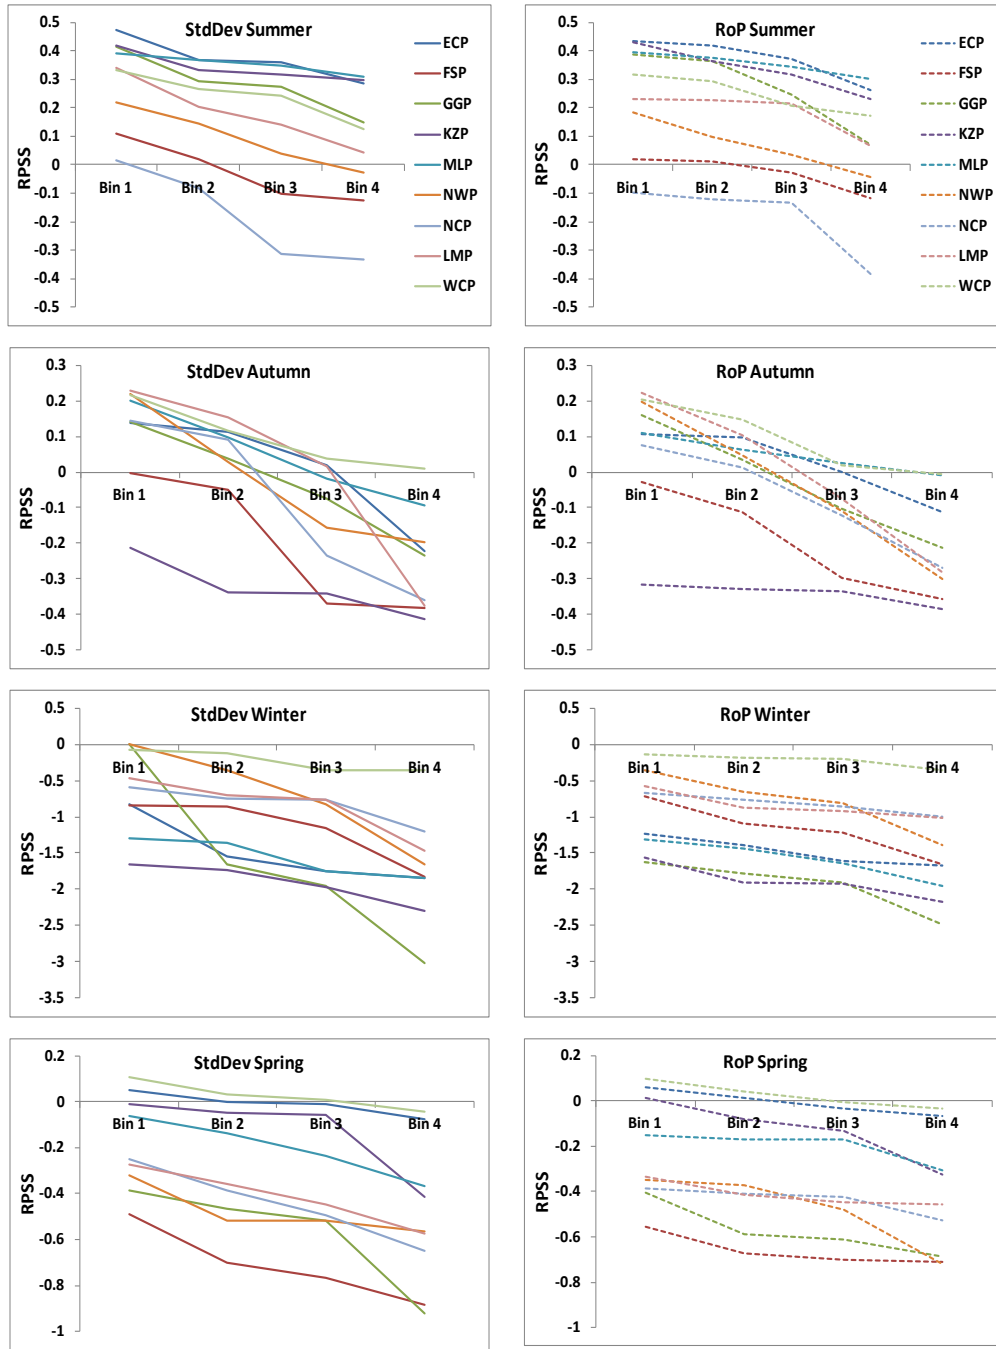 StdDev Summer
0.5
0.4
0.3
0.2
0.1
0
-0.1
-0.2
-0.3
-0.4
-0.5
RPSS
Bin 1 Bin 2 Bin 3 Bin 4
ECP
FSP
GGP
KZP
MLP
NWP
NCP
LMP
WCP
RoP Summer
0.5
0.4
0.3
0.2
0.1
0
-0.1
-0.2
-0.3
-0.4
-0.5
RPSS
Bin 1 Bin 2 Bin 3 Bin 4
ECP
FSP
GGP
KZP
MLP
NWP
NCP
LMP
WCP
StdDev Autumn
0.3
0.2
0.1
0
-0.1
-0.2
-0.3
-0.4
-0.5
RPSS
Bin 1 Bin 2 Bin 3 Bin 4
RoP Autumn
0.3
0.2
0.1
0
-0.1
-0.2
-0.3
-0.4
-0.5
RPSS
Bin 1 Bin 2 Bin 3 Bin 4
StdDev Winter
0.5
0
-0.5
-1
-1.5
-2
-2.5
-3
-3.5
RPSS
Bin 1 Bin 2 Bin 3 Bin 4
RoP Winter
0.5
0
-0.5
-1
-1.5
-2
-2.5
-3
-3.5
RPSS
Bin 1 Bin 2 Bin 3 Bin 4
StdDev Spring
0.2
0
-0.2
-0.4
-0.6
-0.8
-1
RPSS
Bin 1 Bin 2 Bin 3 Bin 4
RoP Spring
0.2
0
-0.2
-0.4
-0.6
-0.8
-1
RPSS
Bin 1 Bin 2 Bin 3 Bin 4